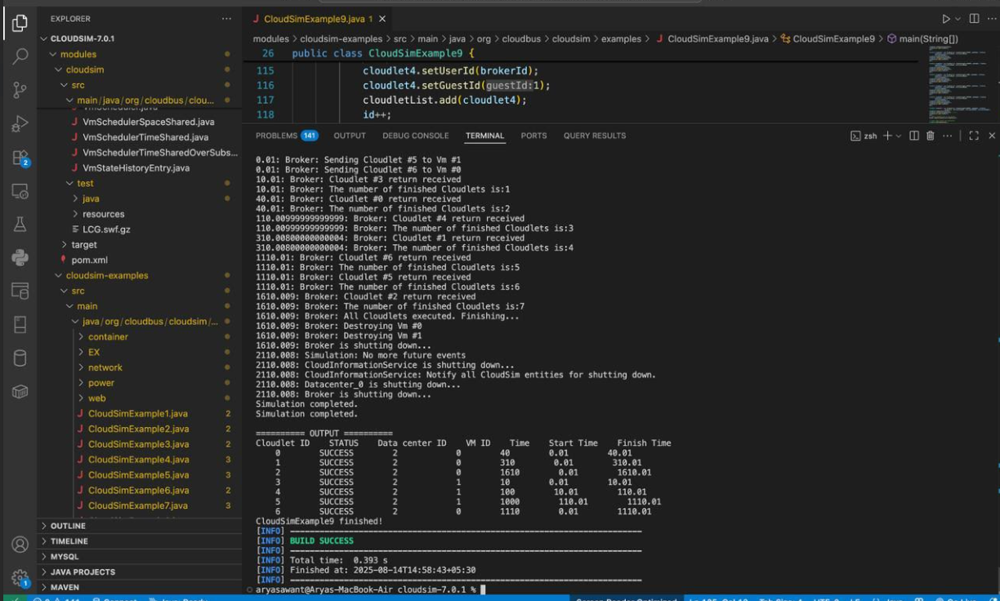 EXPLORER
CLOUDSIM-7.0.1
modules
cloudsim
src
main/java/org/cloudbus/clou...
VmScheduler.java
VmSchedulerSpaceShared.java
VmSchedulerTimeShared.java
VmSchedulerTimeSharedOverSubs...
VmStateHistoryEntry.java
test
java
resources
LCG.swf.gz
target
pom.xml
cloudsim-examples
src
main
java/org/cloudbus/cloudsim/...
container
EX
network
power
web
CloudSimExample1.java 2
CloudSimExample2.java 2
CloudSimExample3.java 2
CloudSimExample4.java 3
CloudSimExample5.java 3
CloudSimExample6.java 2
CloudSimExample7.java 3
OUTLINE
TIMELINE
MYSQL
JAVA PROJECTS
MAVEN
2
1
CloudSimExample9.java 1
modules > cloudsim-examples > src > main > java > org > cloudbus > cloudsim > examples > CloudSimExample9.java > CloudSimExample9 > main(String[])
26 public class CloudSimExample9 {
115 cloudlet4.setUserId(brokerId);
116 cloudlet4.setGuestId(guestId:1);
117 cloudletList.add(cloudlet4);
118 id++;
PROBLEMS 141 OUTPUT DEBUG CONSOLE TERMINAL PORTS QUERY RESULTS zsh
0.01: Broker: Sending Cloudlet #5 to Vm #1
0.01: Broker: Sending Cloudlet #6 to Vm #0
10.01: Broker: Cloudlet #3 return received
10.01: Broker: The number of finished Cloudlets is:1
40.01: Broker: Cloudlet #0 return received
40.01: Broker: The number of finished Cloudlets is:2
110.00999999999999: Broker: Cloudlet #4 return received
110.00999999999999: Broker: The number of finished Cloudlets is:3
310.00800000000004: Broker: Cloudlet #1 return received
310.00800000000004: Broker: The number of finished Cloudlets is:4
1110.01: Broker: Cloudlet #6 return received
1110.01: Broker: The number of finished Cloudlets is:5
1110.01: Broker: Cloudlet #5 return received
1110.01: Broker: The number of finished Cloudlets is:6
1610.009: Broker: Cloudlet #2 return received
1610.009: Broker: The number of finished Cloudlets is:7
1610.009: Broker: All Cloudlets executed. Finishing...
1610.009: Broker: Destroying Vm #0
1610.009: Broker: Destroying Vm #1
1610.009: Broker is shutting down...
2110.008: Simulation: No more future events
2110.008: CloudInformationService is shutting down...
2110.008: CloudInformationService: Notify all CloudSim entities for shutting down.
2110.008: Datacenter_0 is shutting down...
2110.008: Broker is shutting down...
Simulation completed.
Simulation completed.
========== OUTPUT ==========
Cloudlet ID STATUS Data center ID VM ID Time Start Time Finish Time
0 SUCCESS 2 0 40 0.01 40.01
1 SUCCESS 2 0 310 0.01 310.01
2 SUCCESS 2 0 1610 0.01 1610.01
3 SUCCESS 2 1 10 0.01 10.01
4 SUCCESS 2 1 100 10.01 110.01
5 SUCCESS 2 1 1000 110.01 1110.01
6 SUCCESS 2 0 1110 0.01 1110.01
CloudSimExample9 finished!
[INFO] ------------------------------------------------------------------------
[INFO] BUILD SUCCESS
[INFO] ------------------------------------------------------------------------
[INFO] Total time: 0.393 s
[INFO] Finished at: 2025-08-14T14:58:43+05:30
[INFO] ------------------------------------------------------------------------
aryasawant@Aryas-MacBook-Air cloudsim-7.0.1 %